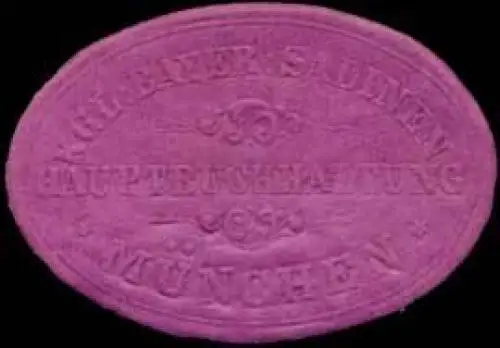 KGL. BAYER. SALINEN
HAUPTBUCHHALTUNG
* MÜNCHEN *